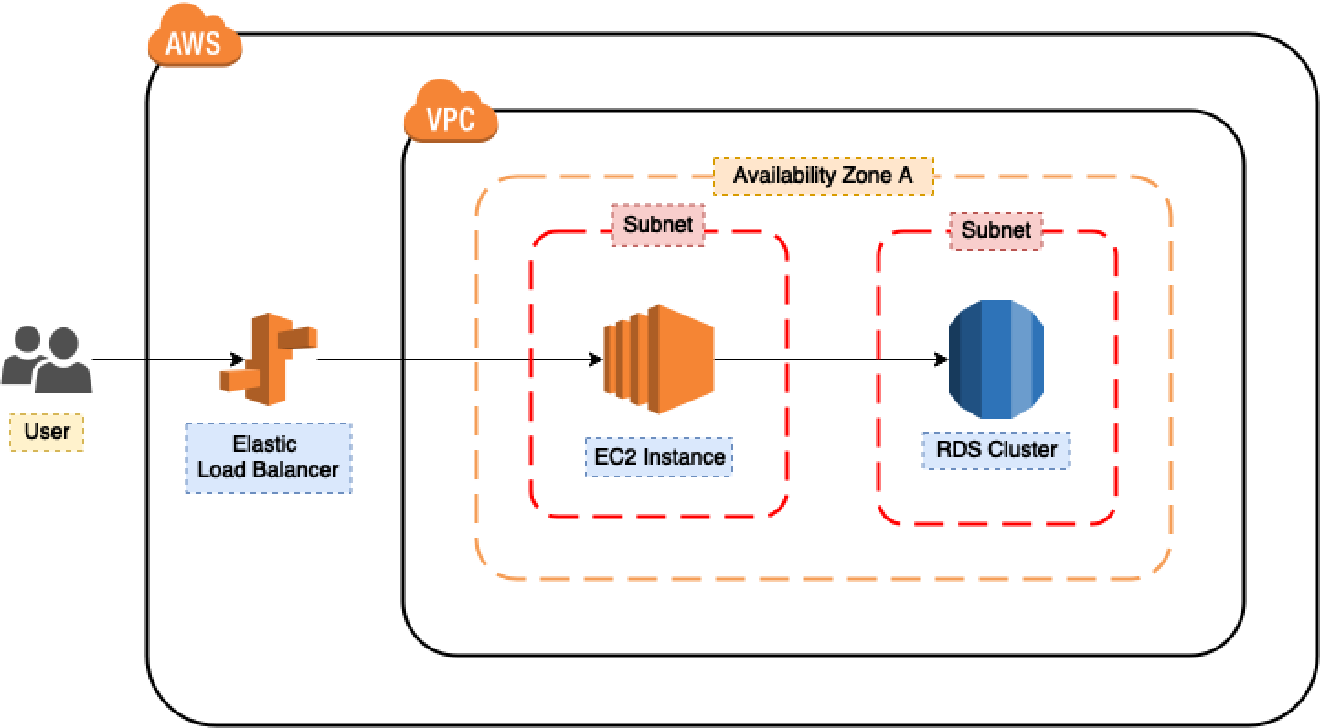 AWS
VPC
Availability Zone A
Subnet
Subnet
User
Elastic
Load Balancer
EC2 Instance
RDS Cluster